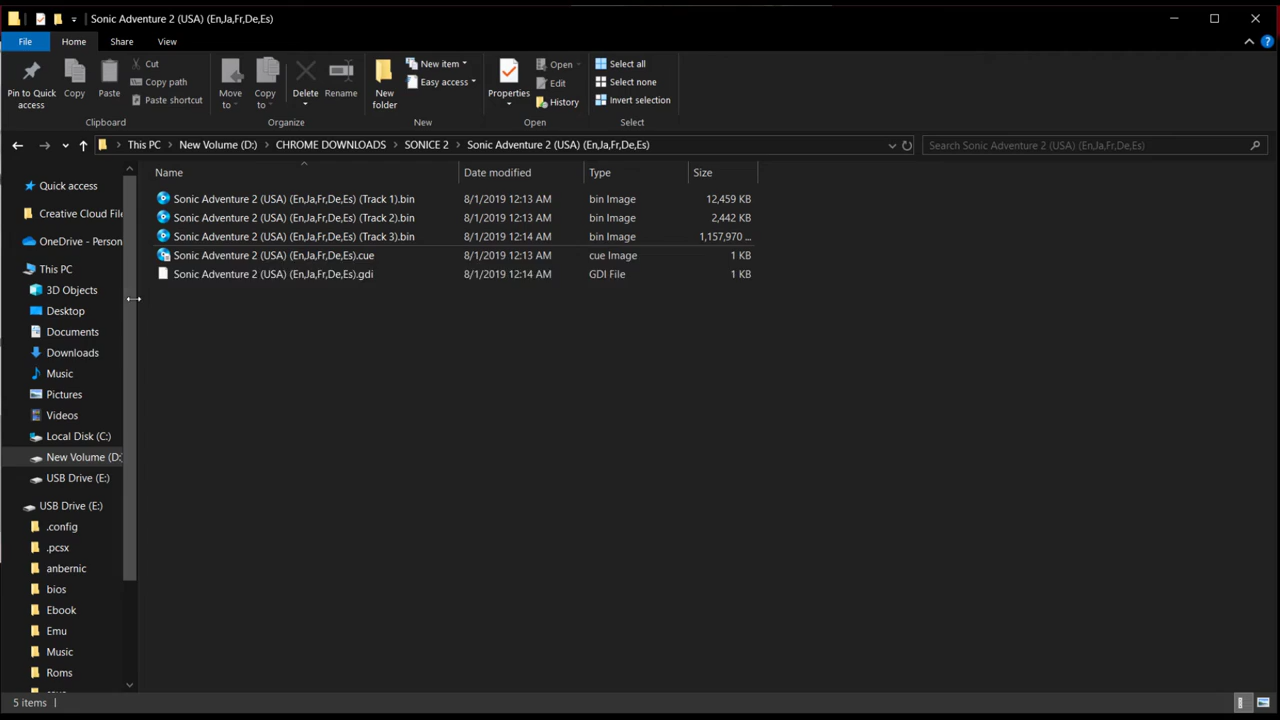 Sonic Adventure 2 (USA) (En,Ja,Fr,De,Es)
File Home Share View
Pin to Quick access
Copy
Paste
Cut
Copy path
Paste shortcut
Clipboard
Move to
Copy to
Delete
Rename
Organize
New folder
New item
Easy access
New
Properties
Open
Edit
History
Open
Select all
Select none
Invert selection
Select
This PC New Volume (D:) CHROME DOWNLOADS SONICE 2 Sonic Adventure 2 (USA) (En,Ja,Fr,De,Es)
Search Sonic Adventure 2 (USA) (En,Ja,Fr,De,Es)
Name Date modified Type Size
Sonic Adventure 2 (USA) (En,Ja,Fr,De,Es) (Track 1).bin 8/1/2019 12:13 AM bin Image 12,459 KB
Sonic Adventure 2 (USA) (En,Ja,Fr,De,Es) (Track 2).bin 8/1/2019 12:13 AM bin Image 2,442 KB
Sonic Adventure 2 (USA) (En,Ja,Fr,De,Es) (Track 3).bin 8/1/2019 12:14 AM bin Image 1,157,970 ...
Sonic Adventure 2 (USA) (En,Ja,Fr,De,Es).cue 8/1/2019 12:13 AM cue Image 1 KB
Sonic Adventure 2 (USA) (En,Ja,Fr,De,Es).gdi 8/1/2019 12:14 AM GDI File 1 KB
Quick access
Creative Cloud File
OneDrive - Person
This PC
3D Objects
Desktop
Documents
Downloads
Music
Pictures
Videos
Local Disk (C:)
New Volume (D:
USB Drive (E:)
USB Drive (E:)
.config
.pcsx
anbernic
bios
Ebook
Emu
Music
Roms
5 items